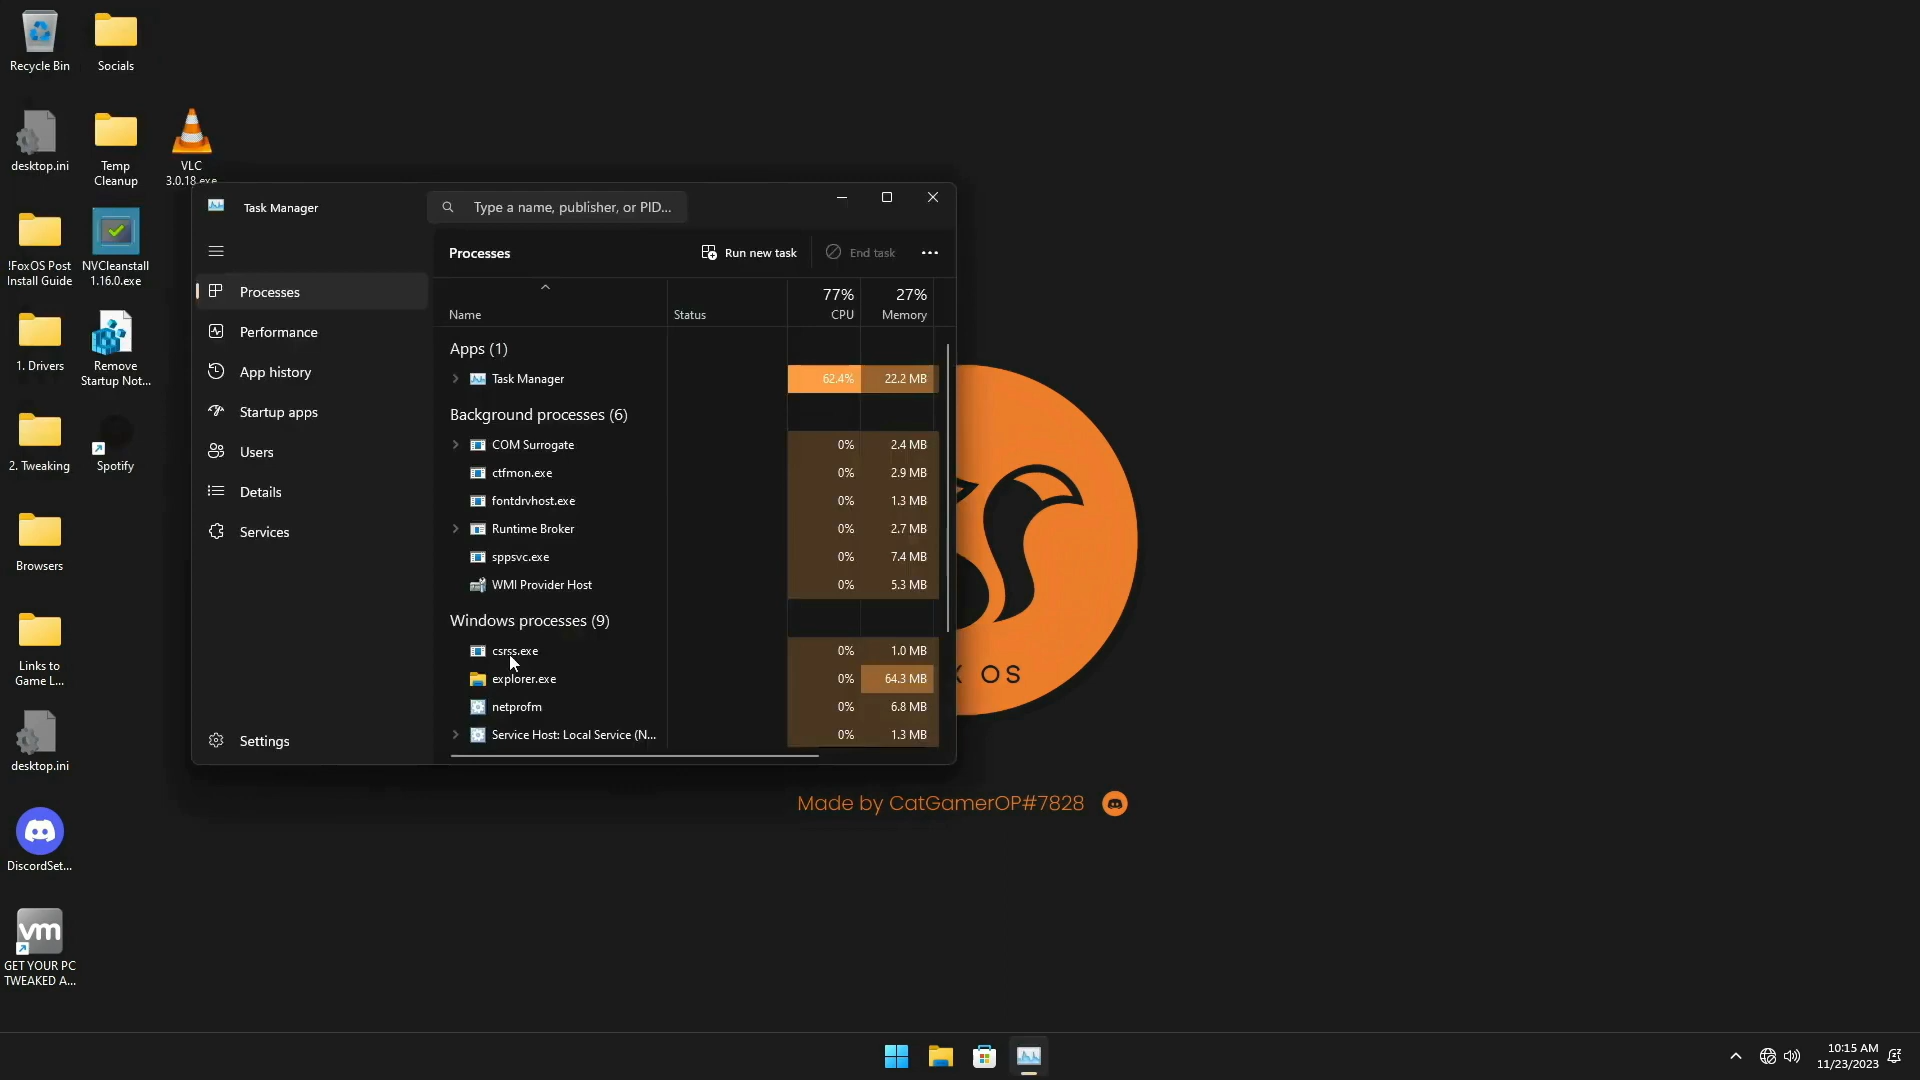 Recycle Bin
Socials
desktop.ini
Temp
Cleanup
VLC
3.0.18.exe
!FoxOS Post
Install Guide
NVCleanstall
1.16.0.exe
1. Drivers
Remove
Startup Not...
2. Tweaking
Spotify
Browsers
Links to
Game L...
desktop.ini
DiscordSet...
vm
GET YOUR PC
TWEAKED A...
Task Manager
Type a name, publisher, or PID...
Processes
Performance
App history
Startup apps
Users
Details
Services
Settings
Processes
Run new task
End task
Name
Status
77%
CPU
27%
Memory
Apps (1)
Task Manager 62.4% 22.2 MB
Background processes (6)
COM Surrogate 0% 2.4 MB
ctfmon.exe 0% 2.9 MB
fontdrvhost.exe 0% 1.3 MB
Runtime Broker 0% 2.7 MB
sppsvc.exe 0% 7.4 MB
WMI Provider Host 0% 5.3 MB
Windows processes (9)
csrss.exe 0% 1.0 MB
explorer.exe 0% 64.3 MB
netprofm 0% 6.8 MB
Service Host: Local Service (N... 0% 1.3 MB
OS
Made by CatGamerOP#7828
10:15 AM
11/23/2023